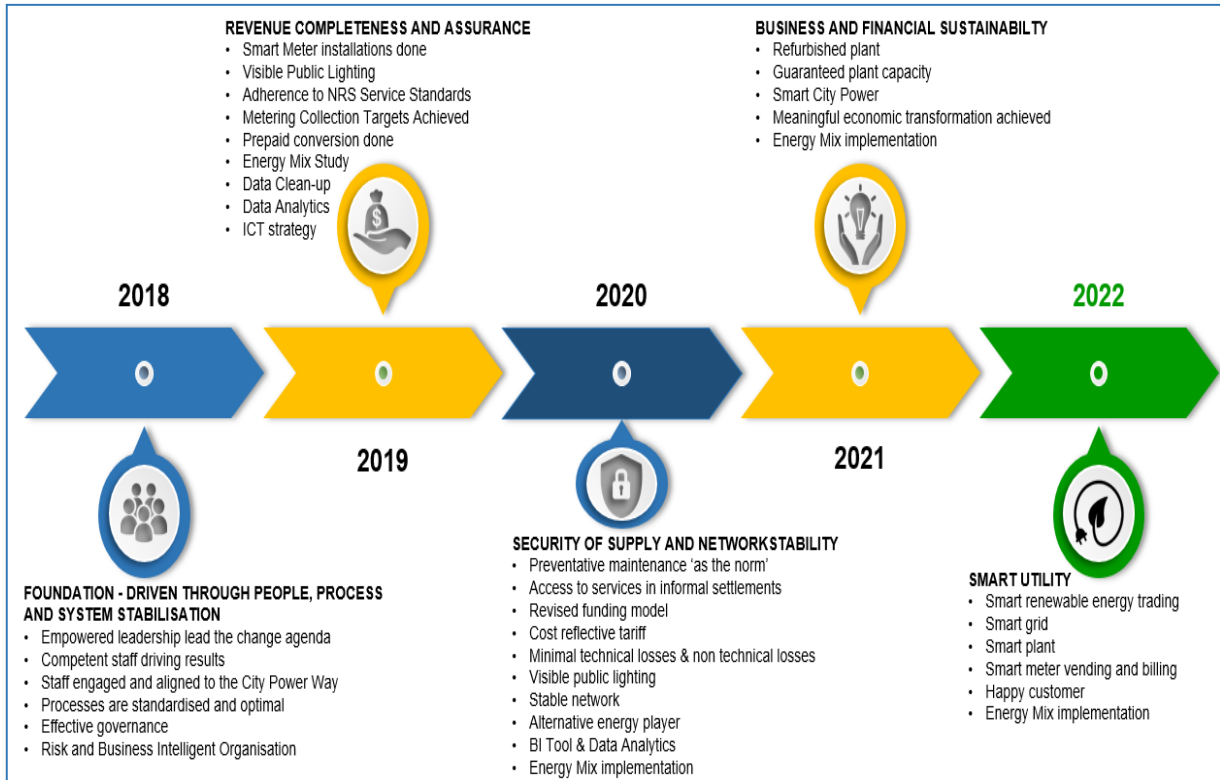 REVENUE COMPLETENESS AND ASSURANCE
• Smart Meter installations done
• Visible Public Lighting
• Adherence to NRS Service Standards
• Metering Collection Targets Achieved
• Prepaid conversion done
• Energy Mix Study
• Data Clean-up
• Data Analytics
• ICT strategy
$
BUSINESS AND FINANCIAL SUSTAINABILTY
• Refurbished plant
• Guaranteed plant capacity
• Smart City Power
• Meaningful economic transformation achieved
• Energy Mix implementation
2018
2020
2022
2019
2021
FOUNDATION - DRIVEN THROUGH PEOPLE, PROCESS
AND SYSTEM STABILISATION
• Empowered leadership lead the change agenda
• Competent staff driving results
• Staff engaged and aligned to the City Power Way
• Processes are standardised and optimal
• Effective governance
• Risk and Business Intelligent Organisation
SECURITY OF SUPPLY AND NETWORKSTABILITY
• Preventative maintenance ‘as the norm’
• Access to services in informal settlements
• Revised funding model
• Cost reflective tariff
• Minimal technical losses & non technical losses
• Visible public lighting
• Stable network
• Alternative energy player
• BI Tool & Data Analytics
• Energy Mix implementation
SMART UTILITY
• Smart renewable energy trading
• Smart grid
• Smart plant
• Smart meter vending and billing
• Happy customer
• Energy Mix implementation